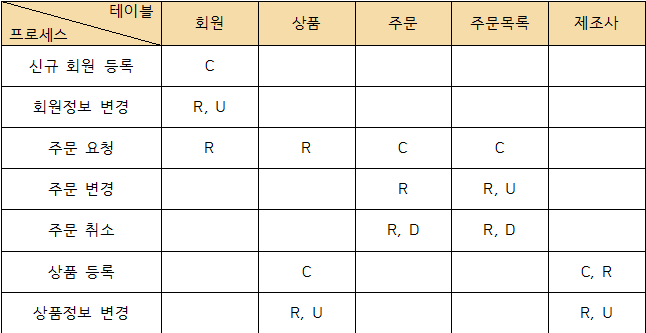 테이블
프로세스 회원 상품 주문 주문목록 제조사
신규 회원 등록 C
회원정보 변경 R, U
주문 요청 R R C C
주문 변경 R R, U
주문 취소 R, D R, D
상품 등록 C C, R
상품정보 변경 R, U R, U